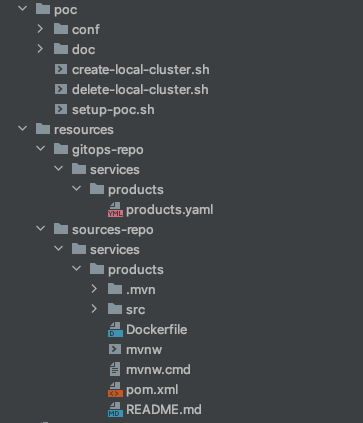 poc
conf
doc
create-local-cluster.sh
delete-local-cluster.sh
setup-poc.sh
resources
gitops-repo
services
products
products.yaml
sources-repo
services
products
.mvn
src
Dockerfile
mvnw
mvnw.cmd
pom.xml
README.md